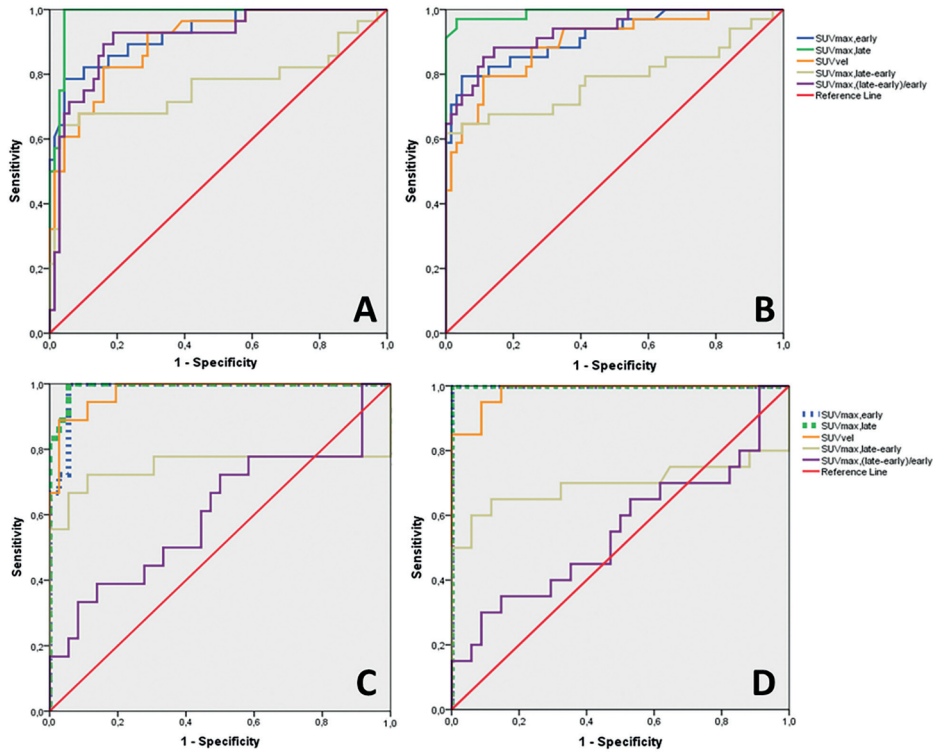 1,0
0,8
0,6
0,4
0,2
0,0
Sensitivity
0,0 0,2 0,4 0,6 0,8 1,0
1 - Specificity
A
1,0
0,8
0,6
0,4
0,2
0,0
Sensitivity
0,0 0,2 0,4 0,6 0,8 1,0
1 - Specificity
B
SUVmax,early
SUVmax,late
SUVvel
SUVmax,late-early
SUVmax,(late-early)/early
Reference Line
1,0
0,8
0,6
0,4
0,2
0,0
Sensitivity
0,0 0,2 0,4 0,6 0,8 1,0
1 - Specificity
C
1,0
0,8
0,6
0,4
0,2
0,0
Sensitivity
0,0 0,2 0,4 0,6 0,8 1,0
1 - Specificity
D
SUVmax,early
SUVmax,late
SUVvel
SUVmax,late-early
SUVmax,(late-early)/early
Reference Line